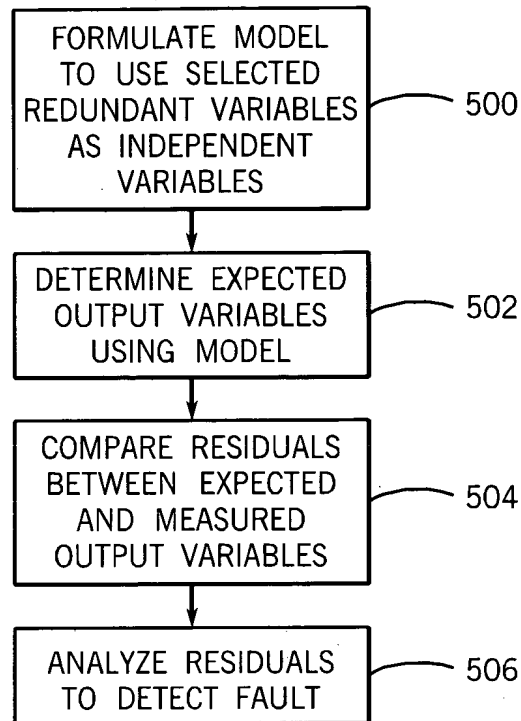 FORMULATE MODEL
TO USE SELECTED
REDUNDANT VARIABLES
AS INDEPENDENT
VARIABLES
500
DETERMINE EXPECTED
OUTPUT VARIABLES
USING MODEL
502
COMPARE RESIDUALS
BETWEEN EXPECTED
AND MEASURED
OUTPUT VARIABLES
504
ANALYZE RESIDUALS
TO DETECT FAULT
506